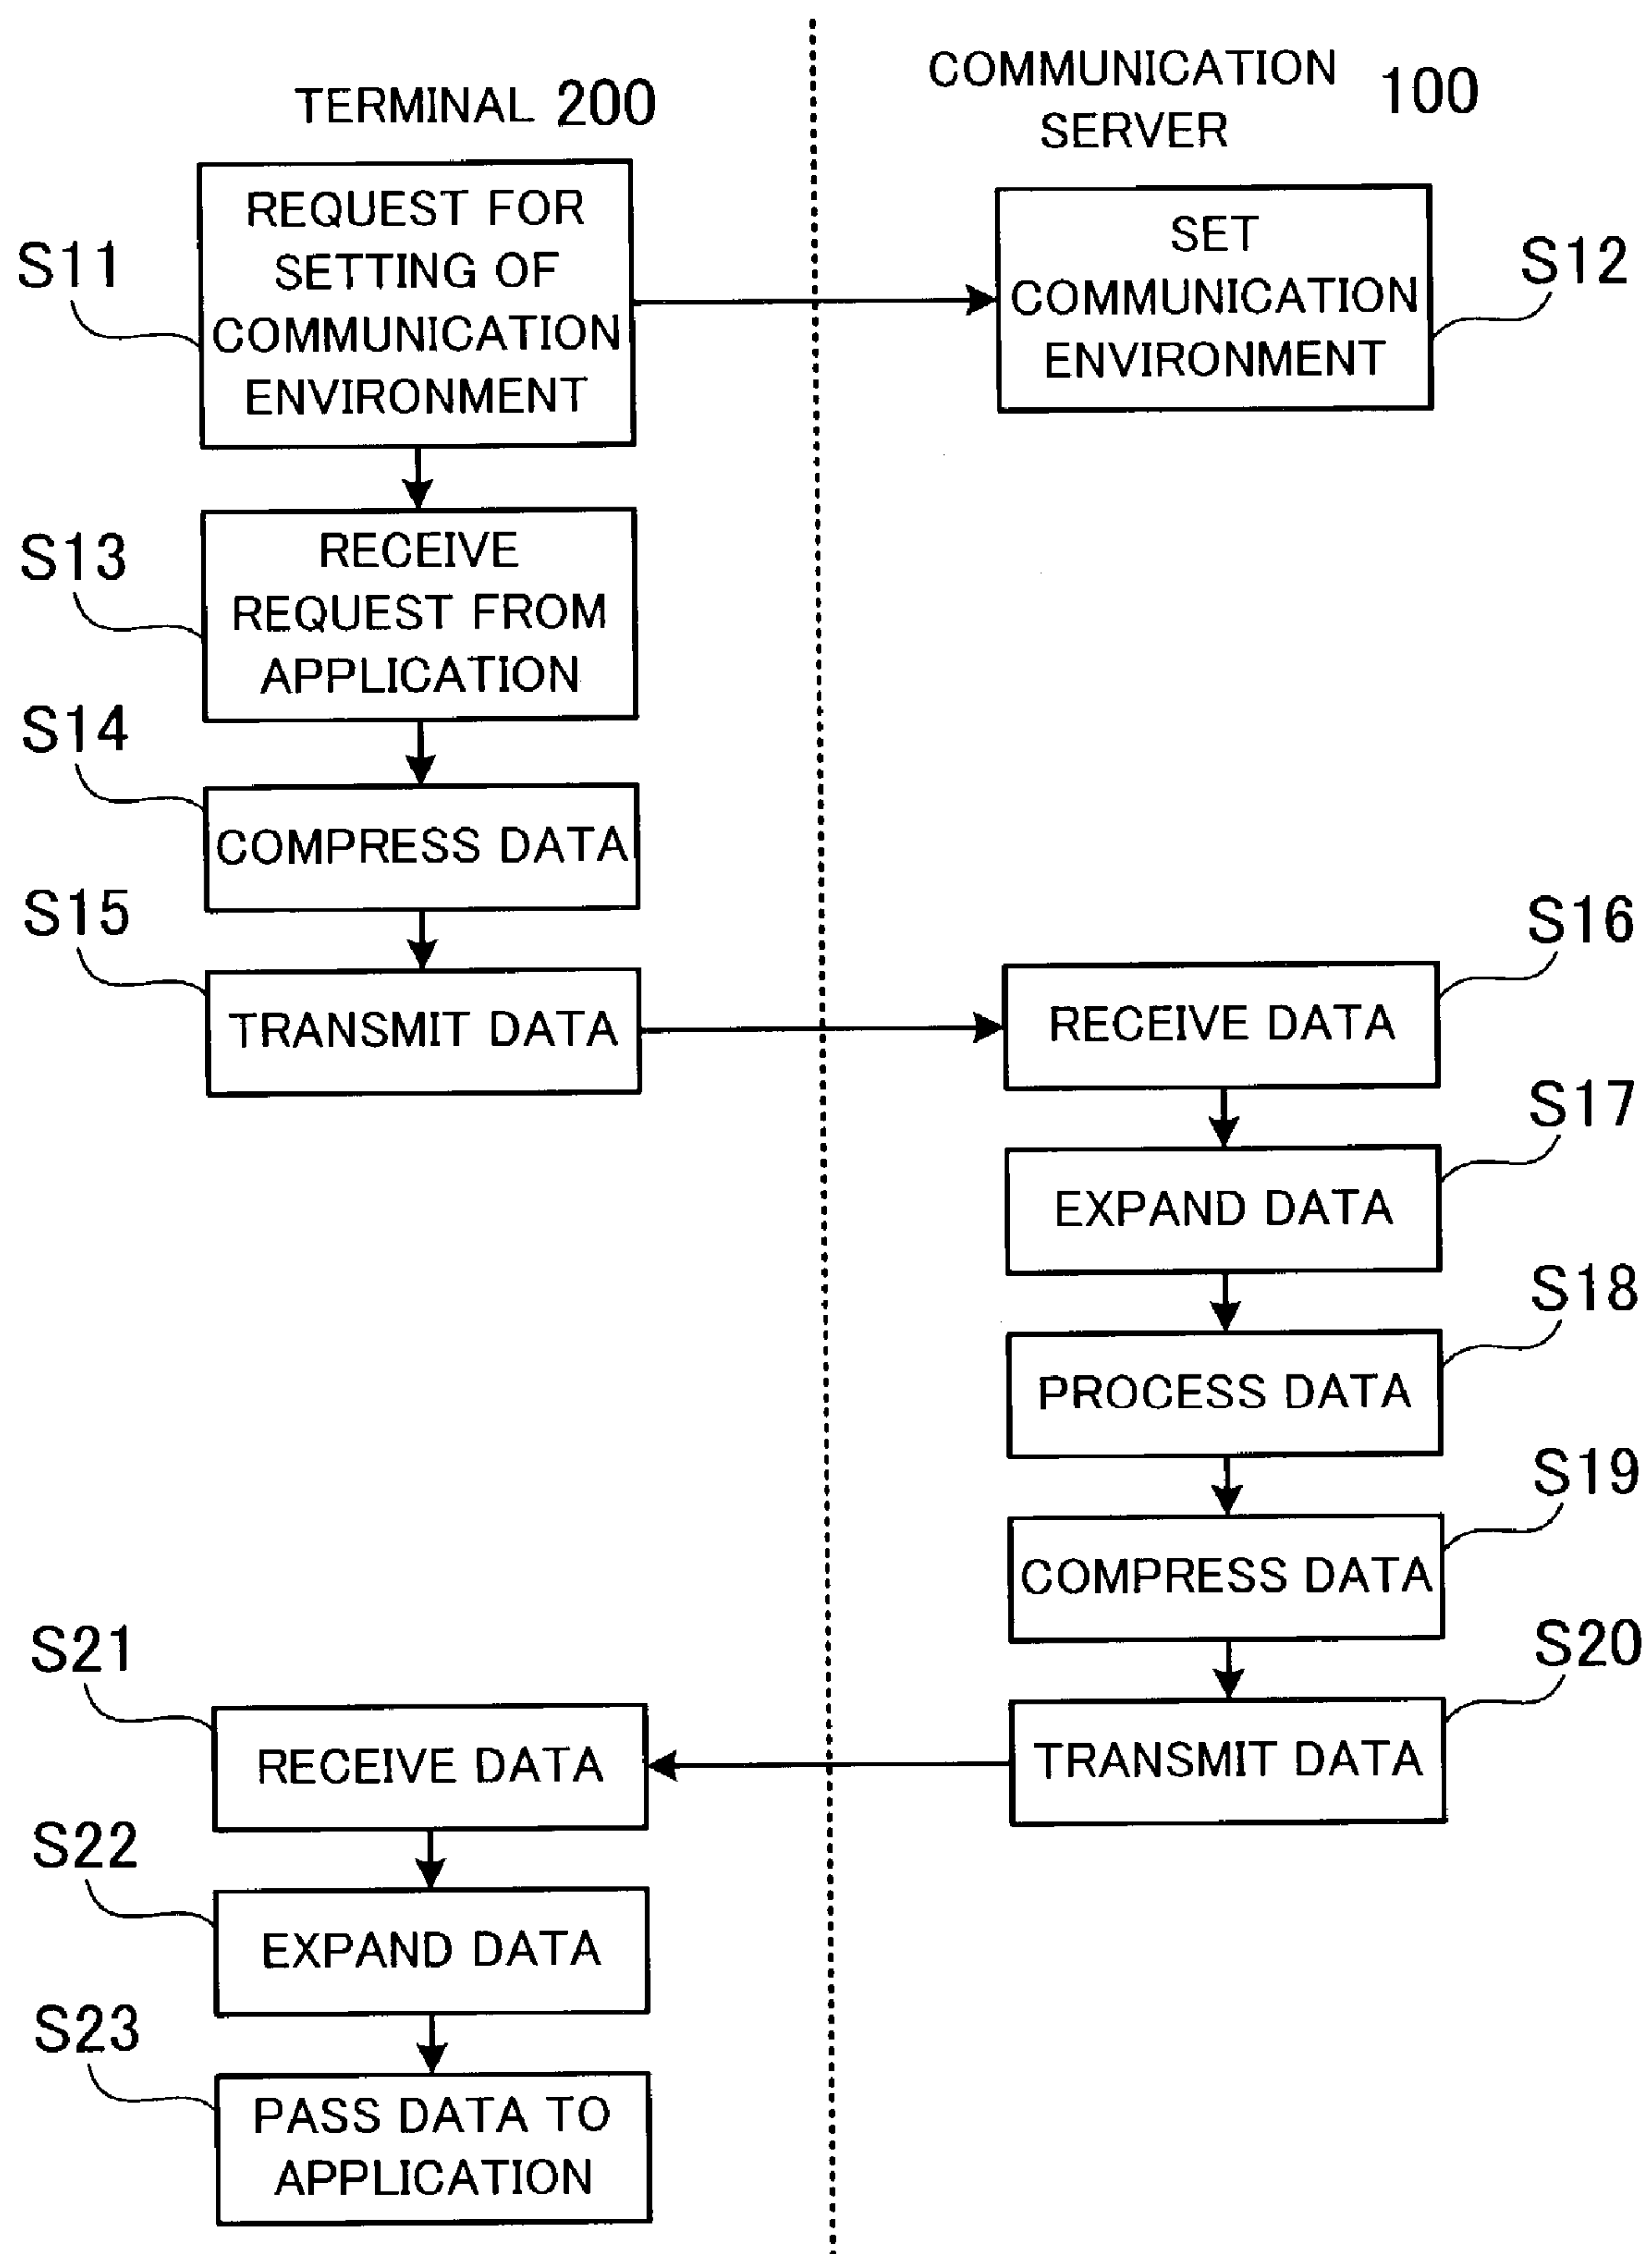 TERMINAL 200
COMMUNICATION
SERVER
100
S11
REQUEST FOR
SETTING OF
COMMUNICATION
ENVIRONMENT
SET
COMMUNICATION
ENVIRONMENT
S12
S13
RECEIVE
REQUEST FROM
APPLICATION
S14
COMPRESS DATA
S15
TRANSMIT DATA
S16
RECEIVE DATA
S17
EXPAND DATA
S18
PROCESS DATA
S19
COMPRESS DATA
S20
TRANSMIT DATA
S21
RECEIVE DATA
S22
EXPAND DATA
S23
PASS DATA TO
APPLICATION